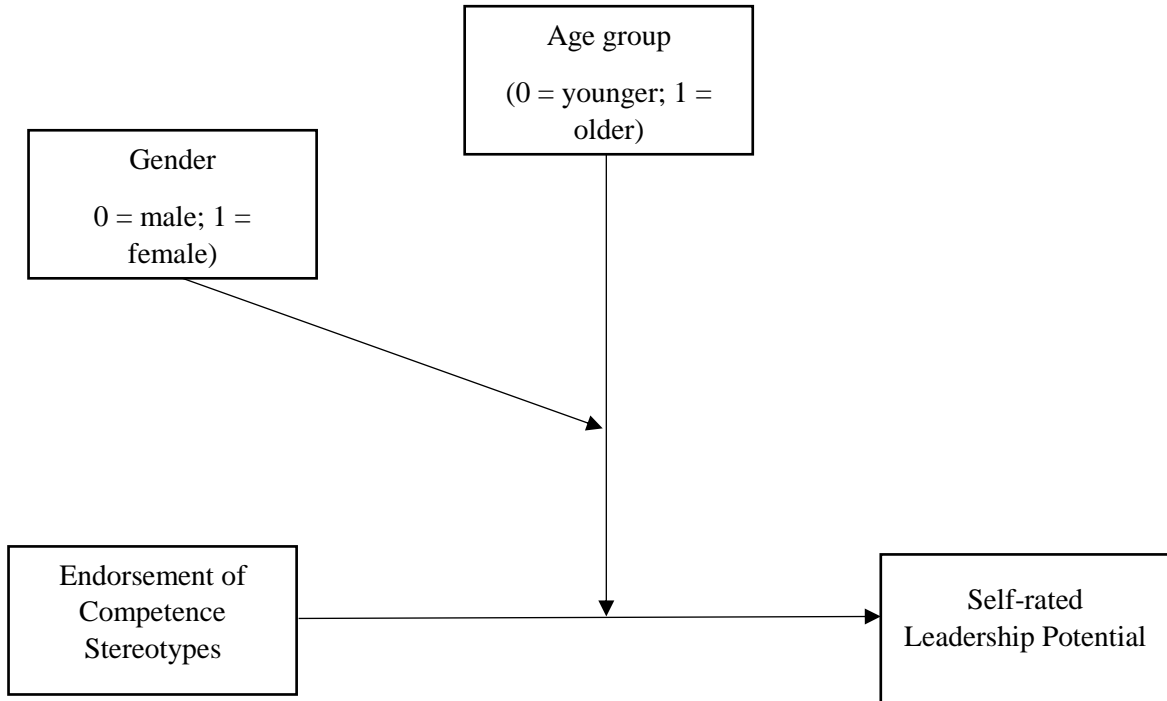 Age group
(0 = younger; 1 =
older)
Gender
0 = male; 1 =
female)
Endorsement of
Competence
Stereotypes
Self-rated
Leadership Potential